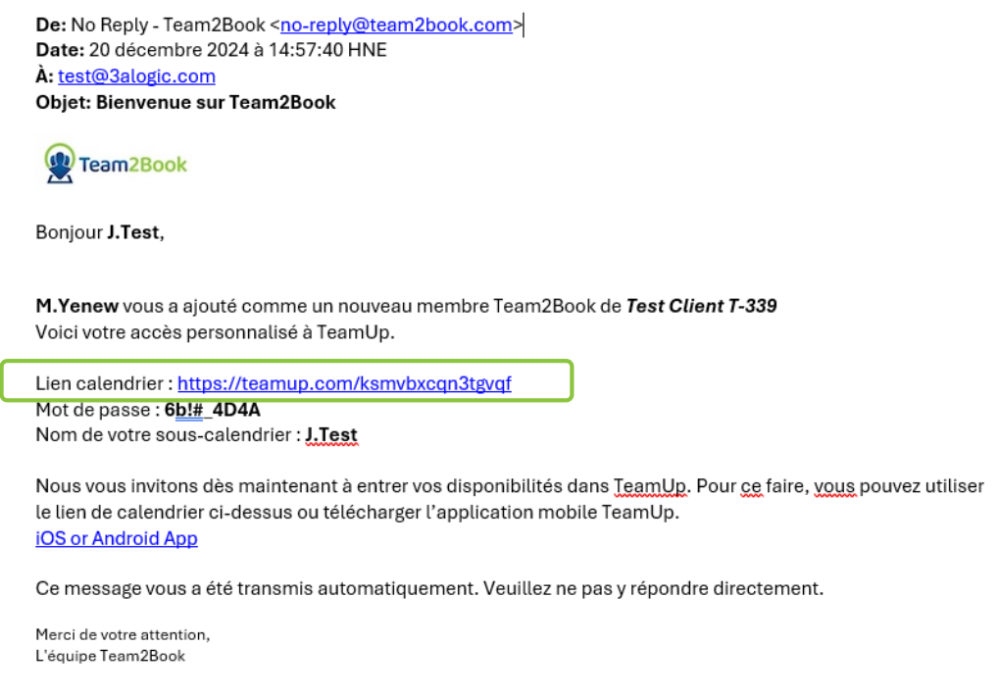 De: No Reply - Team2Book <no-reply@team2book.com>
Date: 20 décembre 2024 à 14:57:40 HNE
À: test@3alogic.com
Objet: Bienvenue sur Team2Book
Team2Book
Bonjour J.Test,
M.Yenew vous a ajouté comme un nouveau membre Team2Book de Test Client T-339
Voici votre accès personnalisé à TeamUp.
Lien calendrier : https://teamup.com/ksmvbxcqn3tgvqf
Mot de passe : 6b!#_4D4A
Nom de votre sous-calendrier : J.Test
Nous vous invitons dès maintenant à entrer vos disponibilités dans TeamUp. Pour ce faire, vous pouvez utiliser
le lien de calendrier ci-dessus ou télécharger l’application mobile TeamUp.
iOS or Android App
Ce message vous a été transmis automatiquement. Veuillez ne pas y répondre directement.
Merci de votre attention,
L'équipe Team2Book